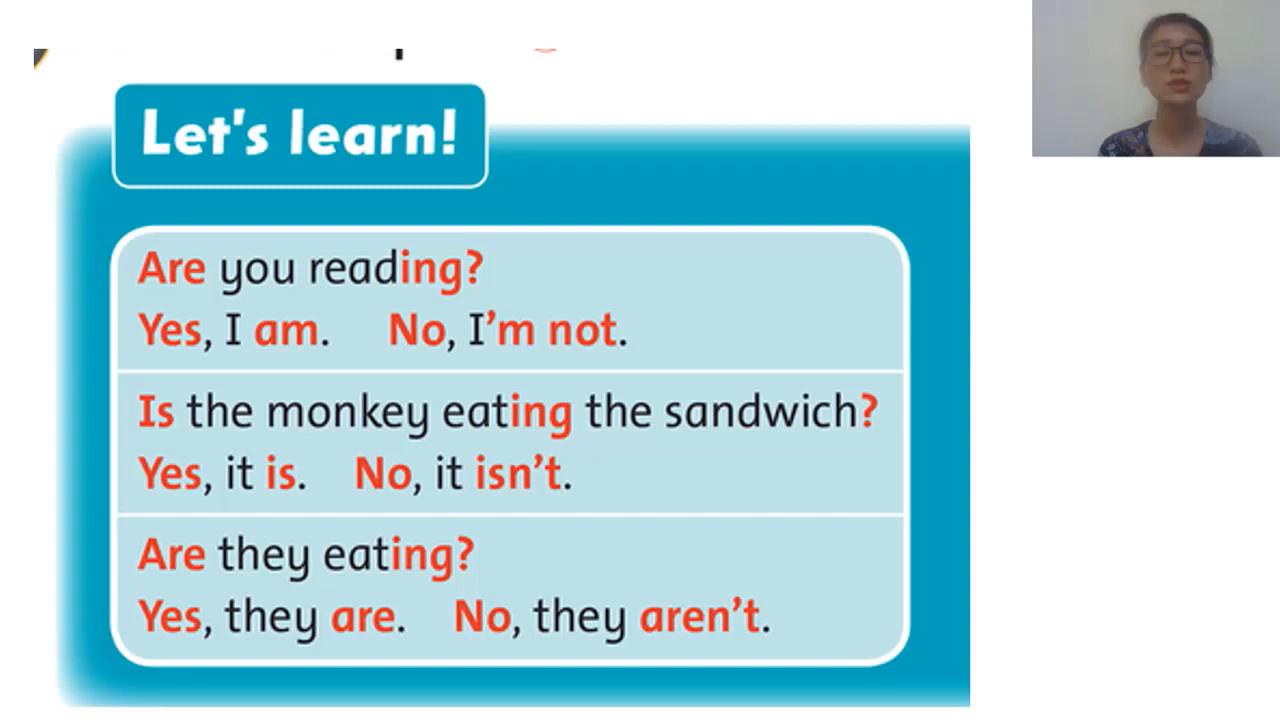 Let's learn!
Are you reading?
Yes, I am. No, I'm not.
Is the monkey eating the sandwich?
Yes, it is. No, it isn't.
Are they eating?
Yes, they are. No, they aren't.